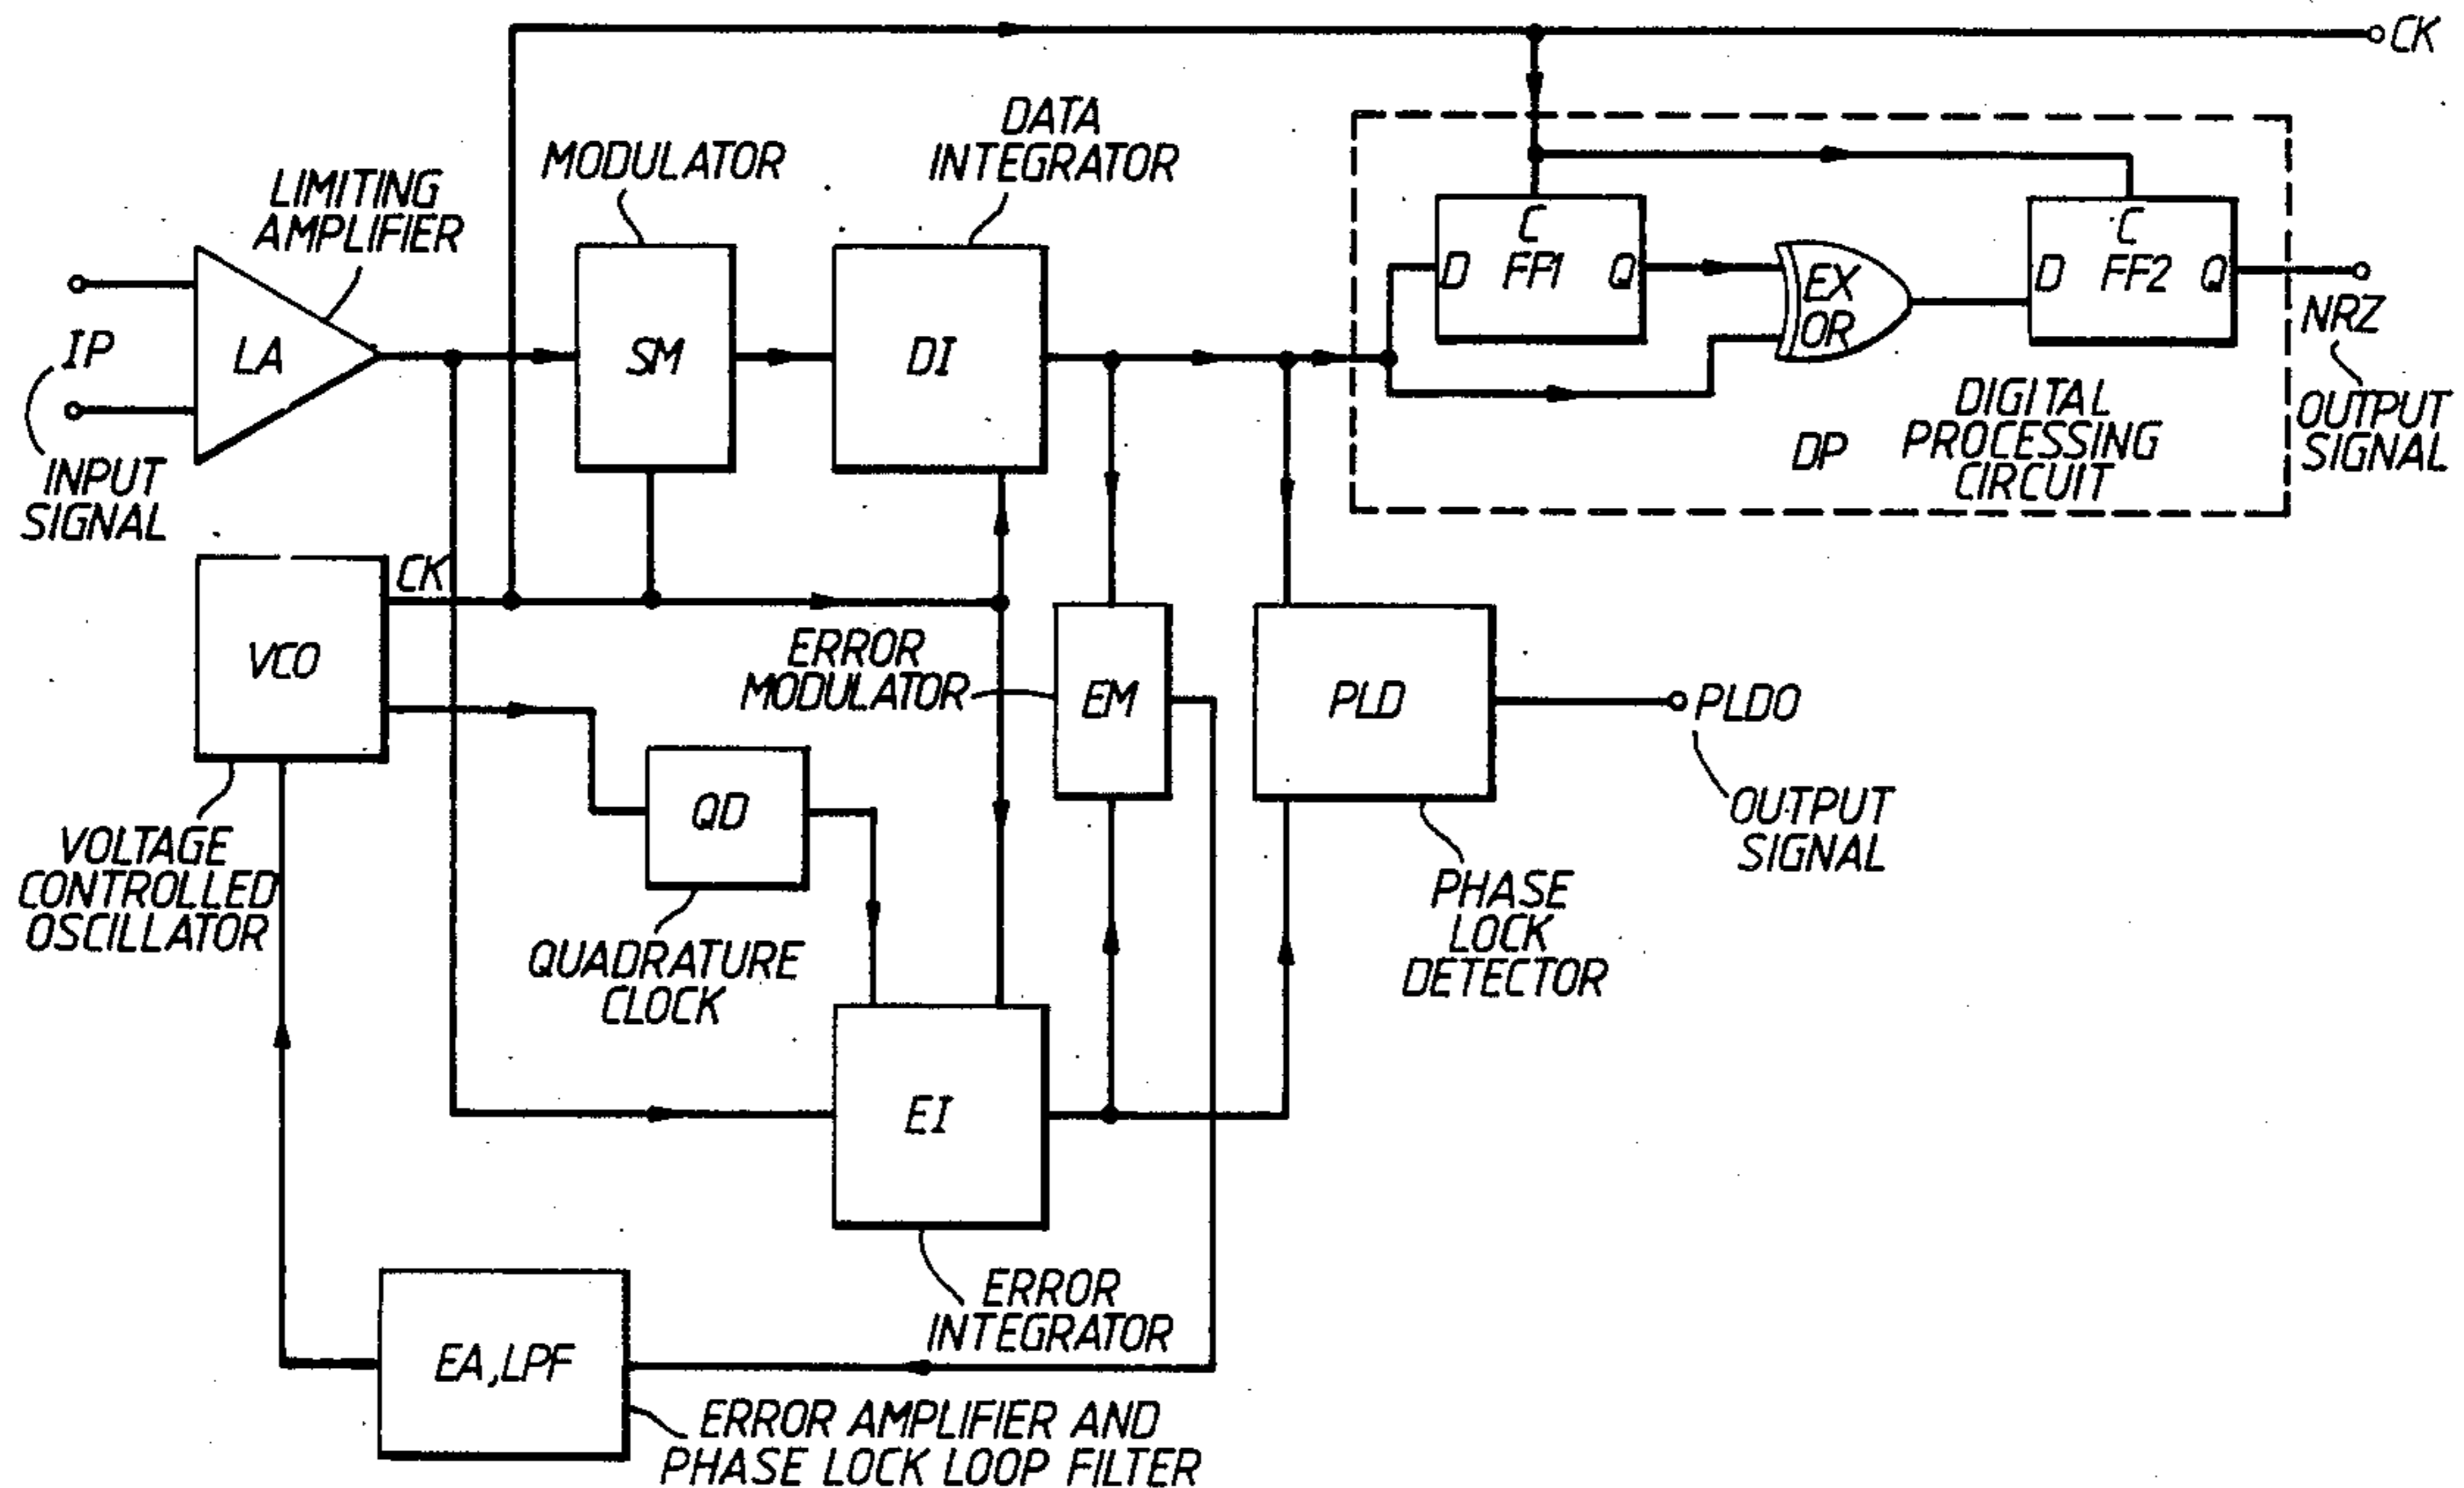 CK
DATA
INTEGRATOR
MODULATOR
LIMITING
AMPLIFIER
IP
LA
SM
DI
C
D FF1 Q
EX
OR
C
D FF2 Q
NRZ
OUTPUT
SIGNAL
DP
DIGITAL
PROCESSING
CIRCUIT
INPUT
SIGNAL
CK
VCO
ERROR
MODULATOR
EM
PLD
PLDO
OUTPUT
SIGNAL
QD
VOLTAGE
CONTROLLED
OSCILLATOR
QUADRATURE
CLOCK
PHASE
LOCK
DETECTOR
EI
ERROR
INTEGRATOR
EA,LPF
ERROR AMPLIFIER AND
PHASE LOCK LOOP FILTER